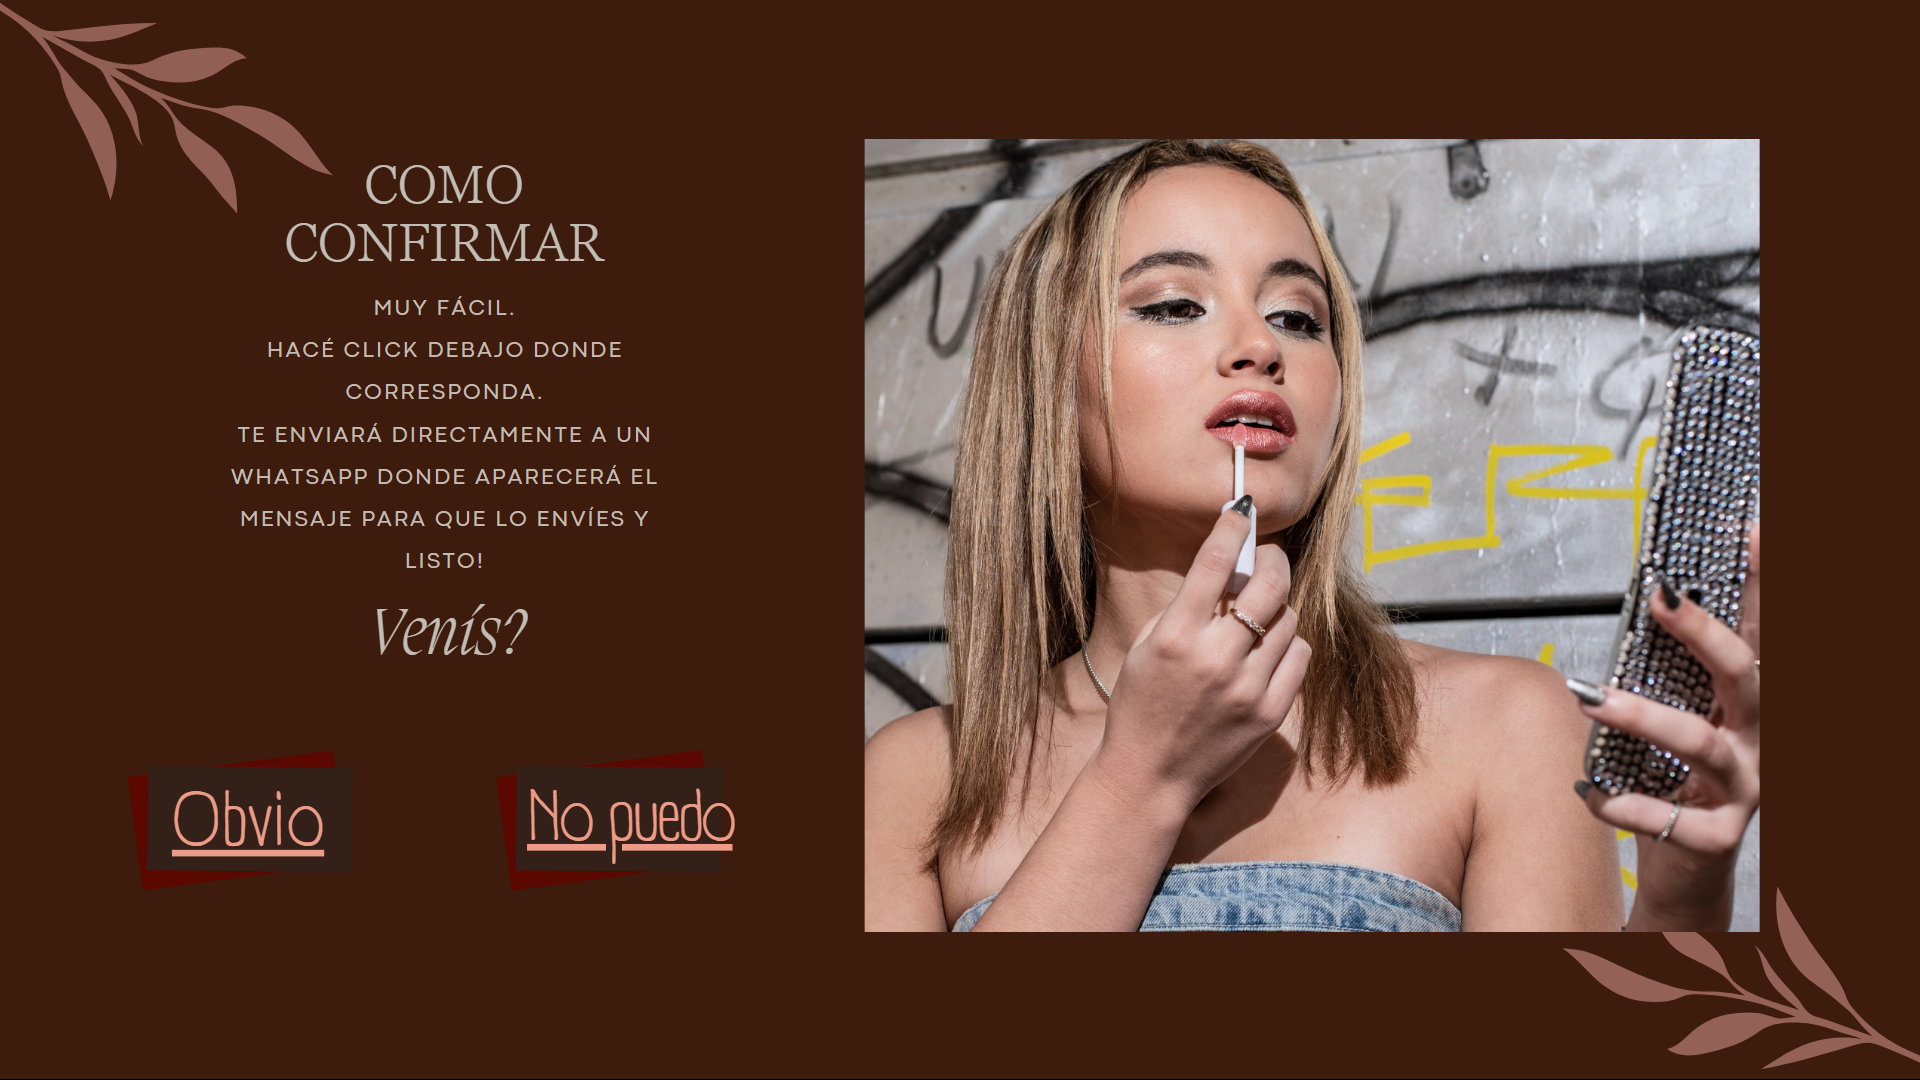 COMO
CONFIRMAR
MUY FÁCIL.
HACÉ CLICK DEBAJO DONDE
CORRESPONDA.
TE ENVIARÁ DIRECTAMENTE A UN
WHATSAPP DONDE APARECERÁ EL
MENSAJE PARA QUE LO ENVÍES Y
LISTO!
Venís?
Obvio
No puedo